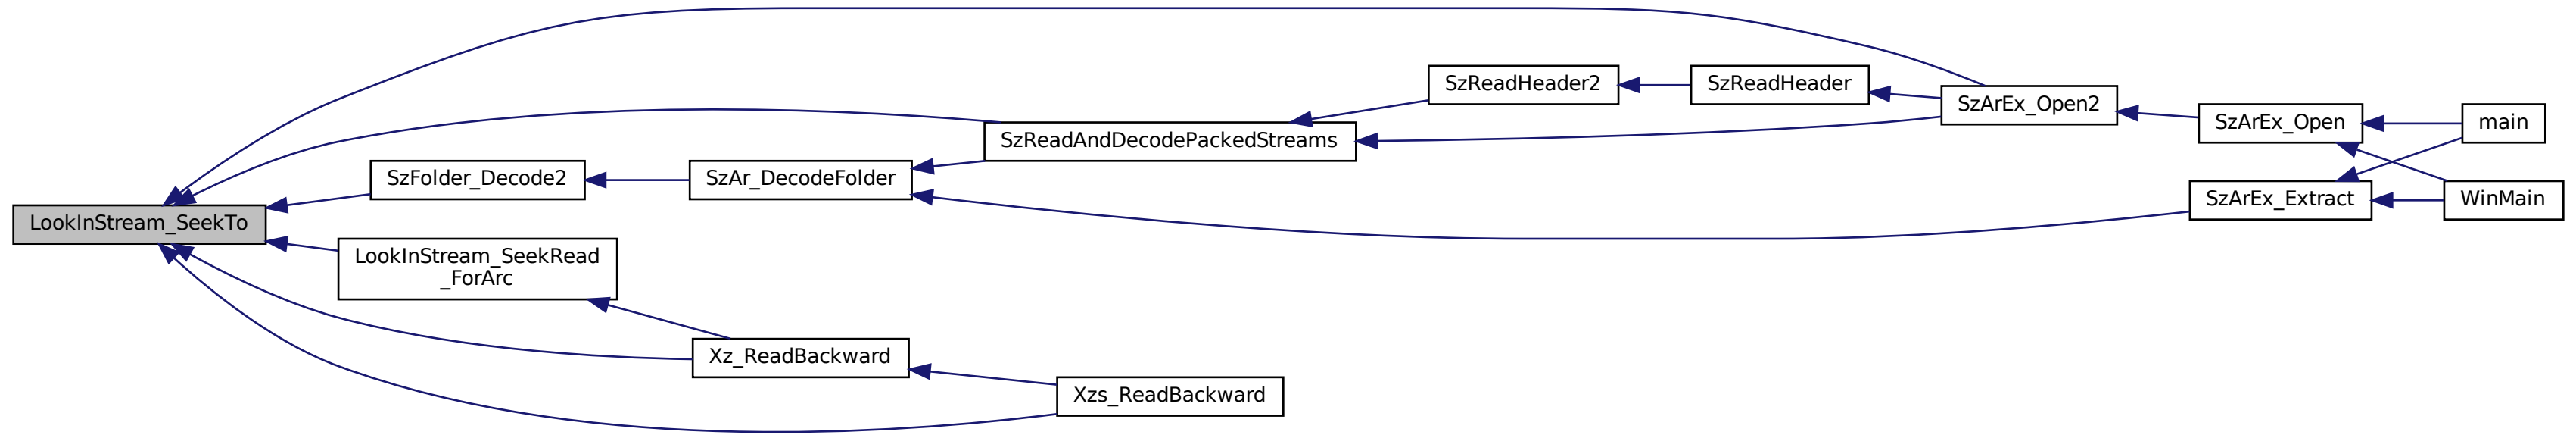 LookInStream_SeekTo
SzFolder_Decode2
LookInStream_SeekRead
_ForArc
SzAr_DecodeFolder
Xz_ReadBackward
SzReadAndDecodePackedStreams
Xzs_ReadBackward
SzReadHeader2
SzReadHeader
SzArEx_Open2
SzArEx_Open
SzArEx_Extract
main
WinMain